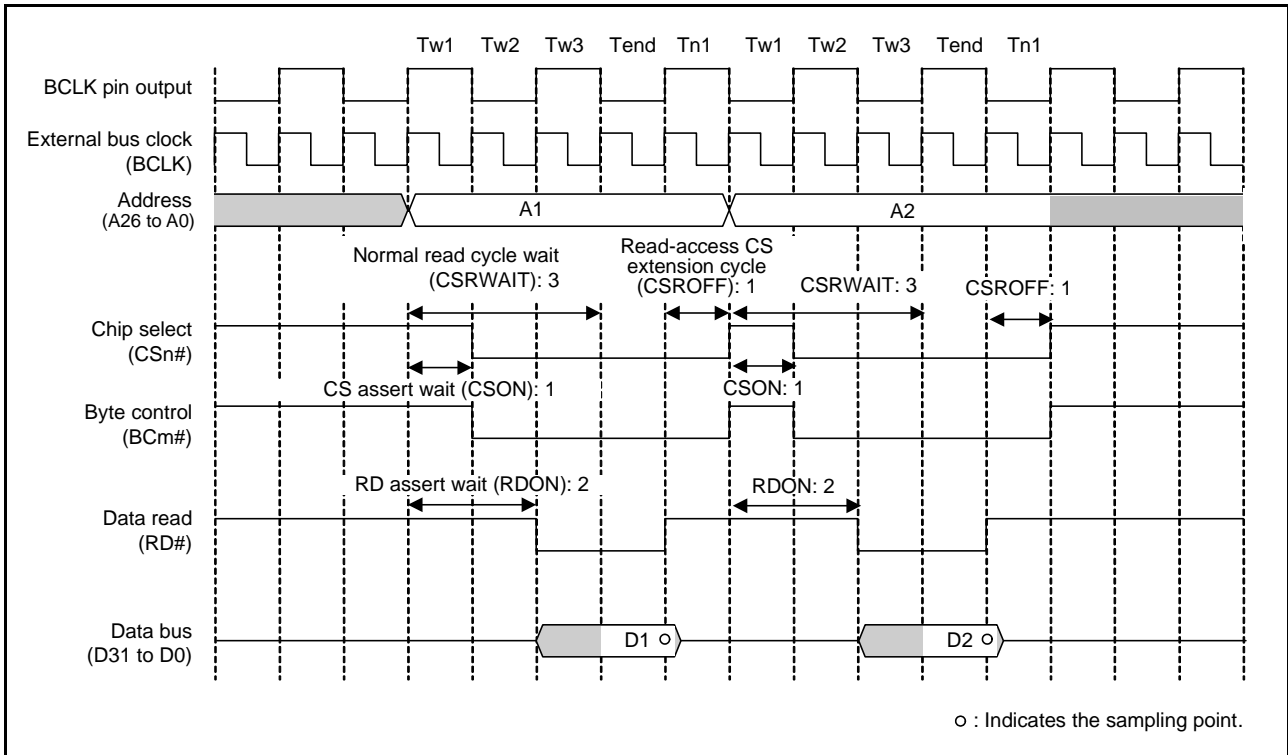 Tw1 Tw2 Tw3 Tend Tn1 Tw1 Tw2 Tw3 Tend Tn1
BCLK pin output
External bus clock
(BCLK)
Address
(A26 to A0)
A1
A2
Normal read cycle wait
(CSRWAIT): 3
Read-access CS
extension cycle
(CSROFF): 1
CSRWAIT: 3
CSROFF: 1
Chip select
(CSn#)
CS assert wait (CSON): 1
CSON: 1
Byte control
(BCm#)
RD assert wait (RDON): 2
RDON: 2
Data read
(RD#)
Data bus
(D31 to D0)
D1
D2
: Indicates the sampling point.